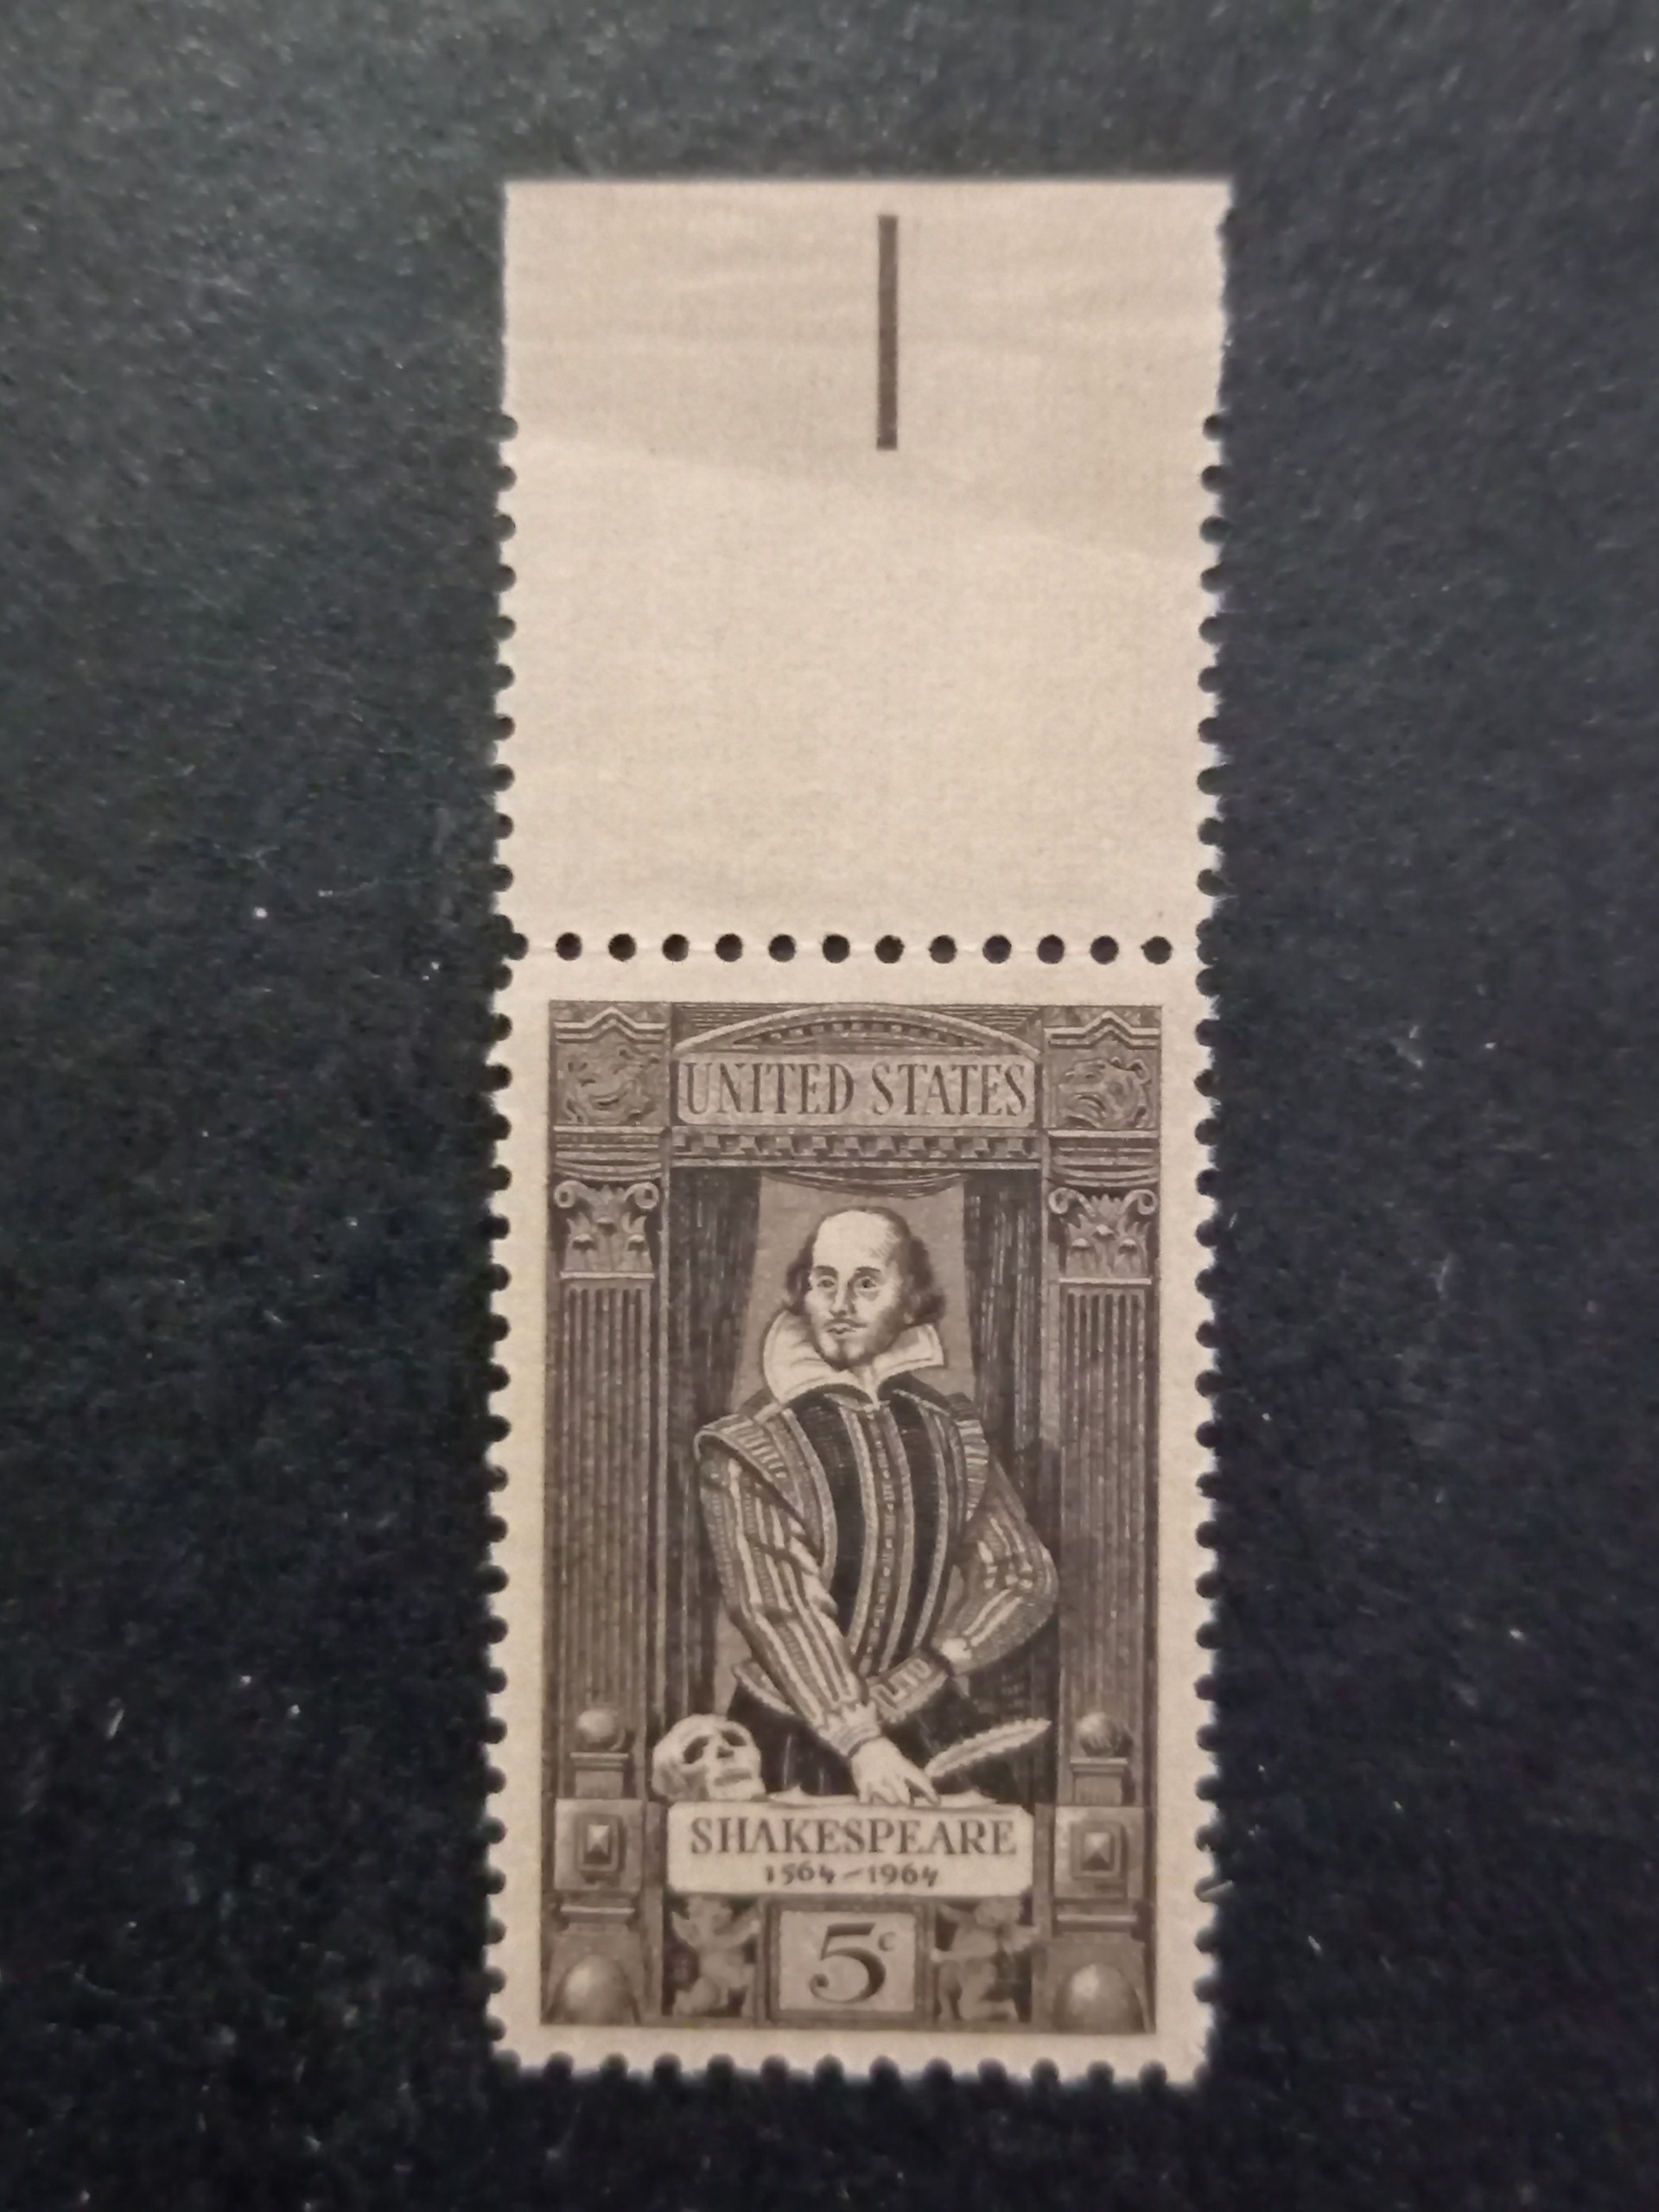 UNITED STATES
SHAKESPEARE
1564–1964
5c